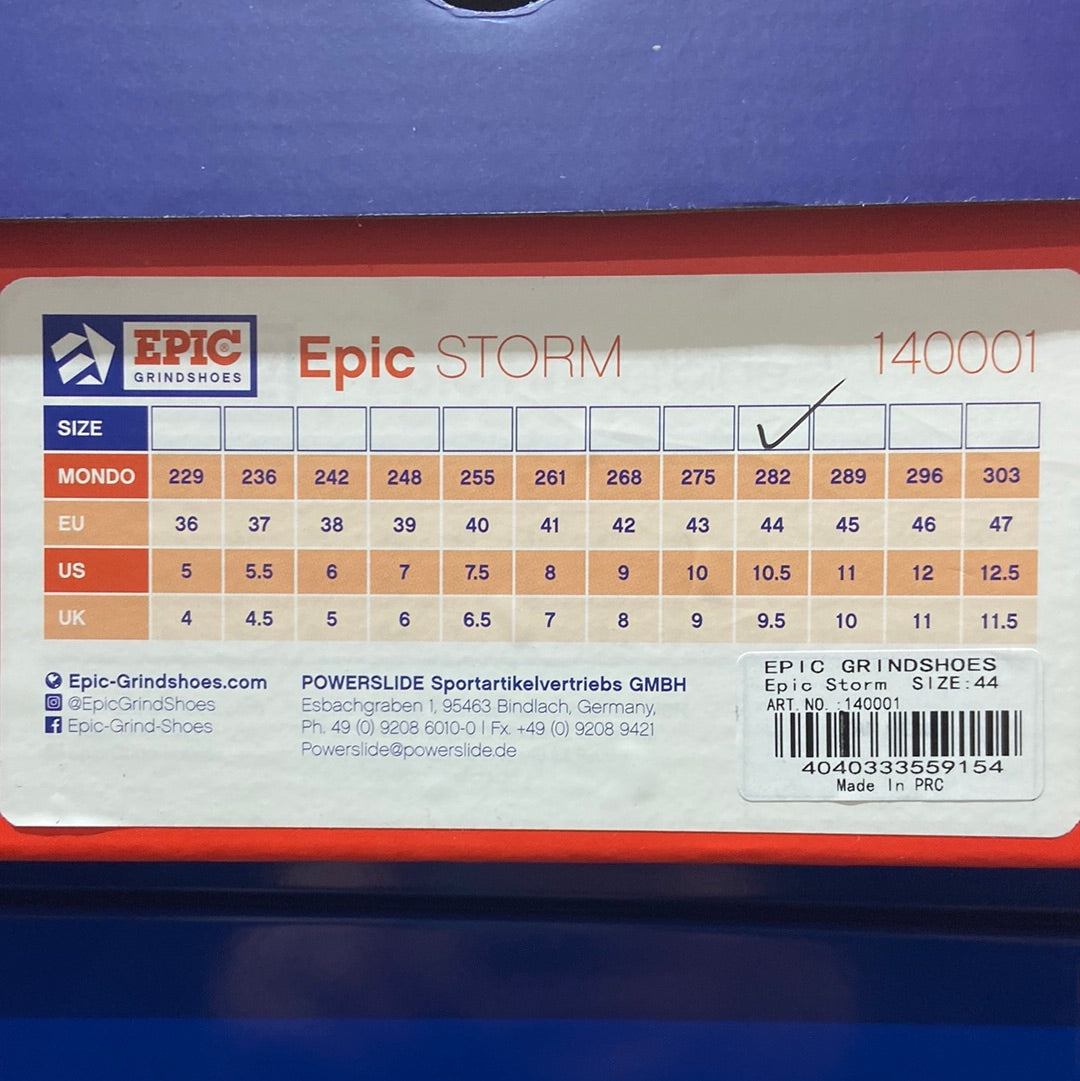 EPIC®
GRINDSHOES
Epic STORM
140001
SIZE
MONDO 229 236 242 248 255 261 268 275 282 289 296 303
EU 36 37 38 39 40 41 42 43 44 45 46 47
US 5 5.5 6 7 7.5 8 9 10 10.5 11 12 12.5
UK 4 4.5 5 6 6.5 7 8 9 9.5 10 11 11.5
Epic-Grindshoes.com
@EpicGrindShoes
Epic-Grind-Shoes
POWERSLIDE Sportartikelvertriebs GMBH
Esbachgraben 1, 95463 Bindlach, Germany,
Ph. 49 (0) 9208 6010-0 | Fx. +49 (0) 9208 9421
Powerslide@powerslide.de
EPIC GRINDSHOES
Epic Storm SIZE:44
ART. NO. :140001
4040333559154
Made In PRC